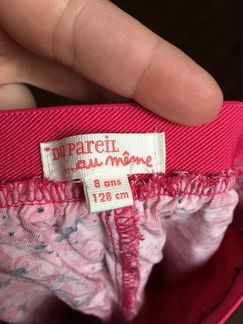 DU PareiL
...au même
8 ans
128 cm